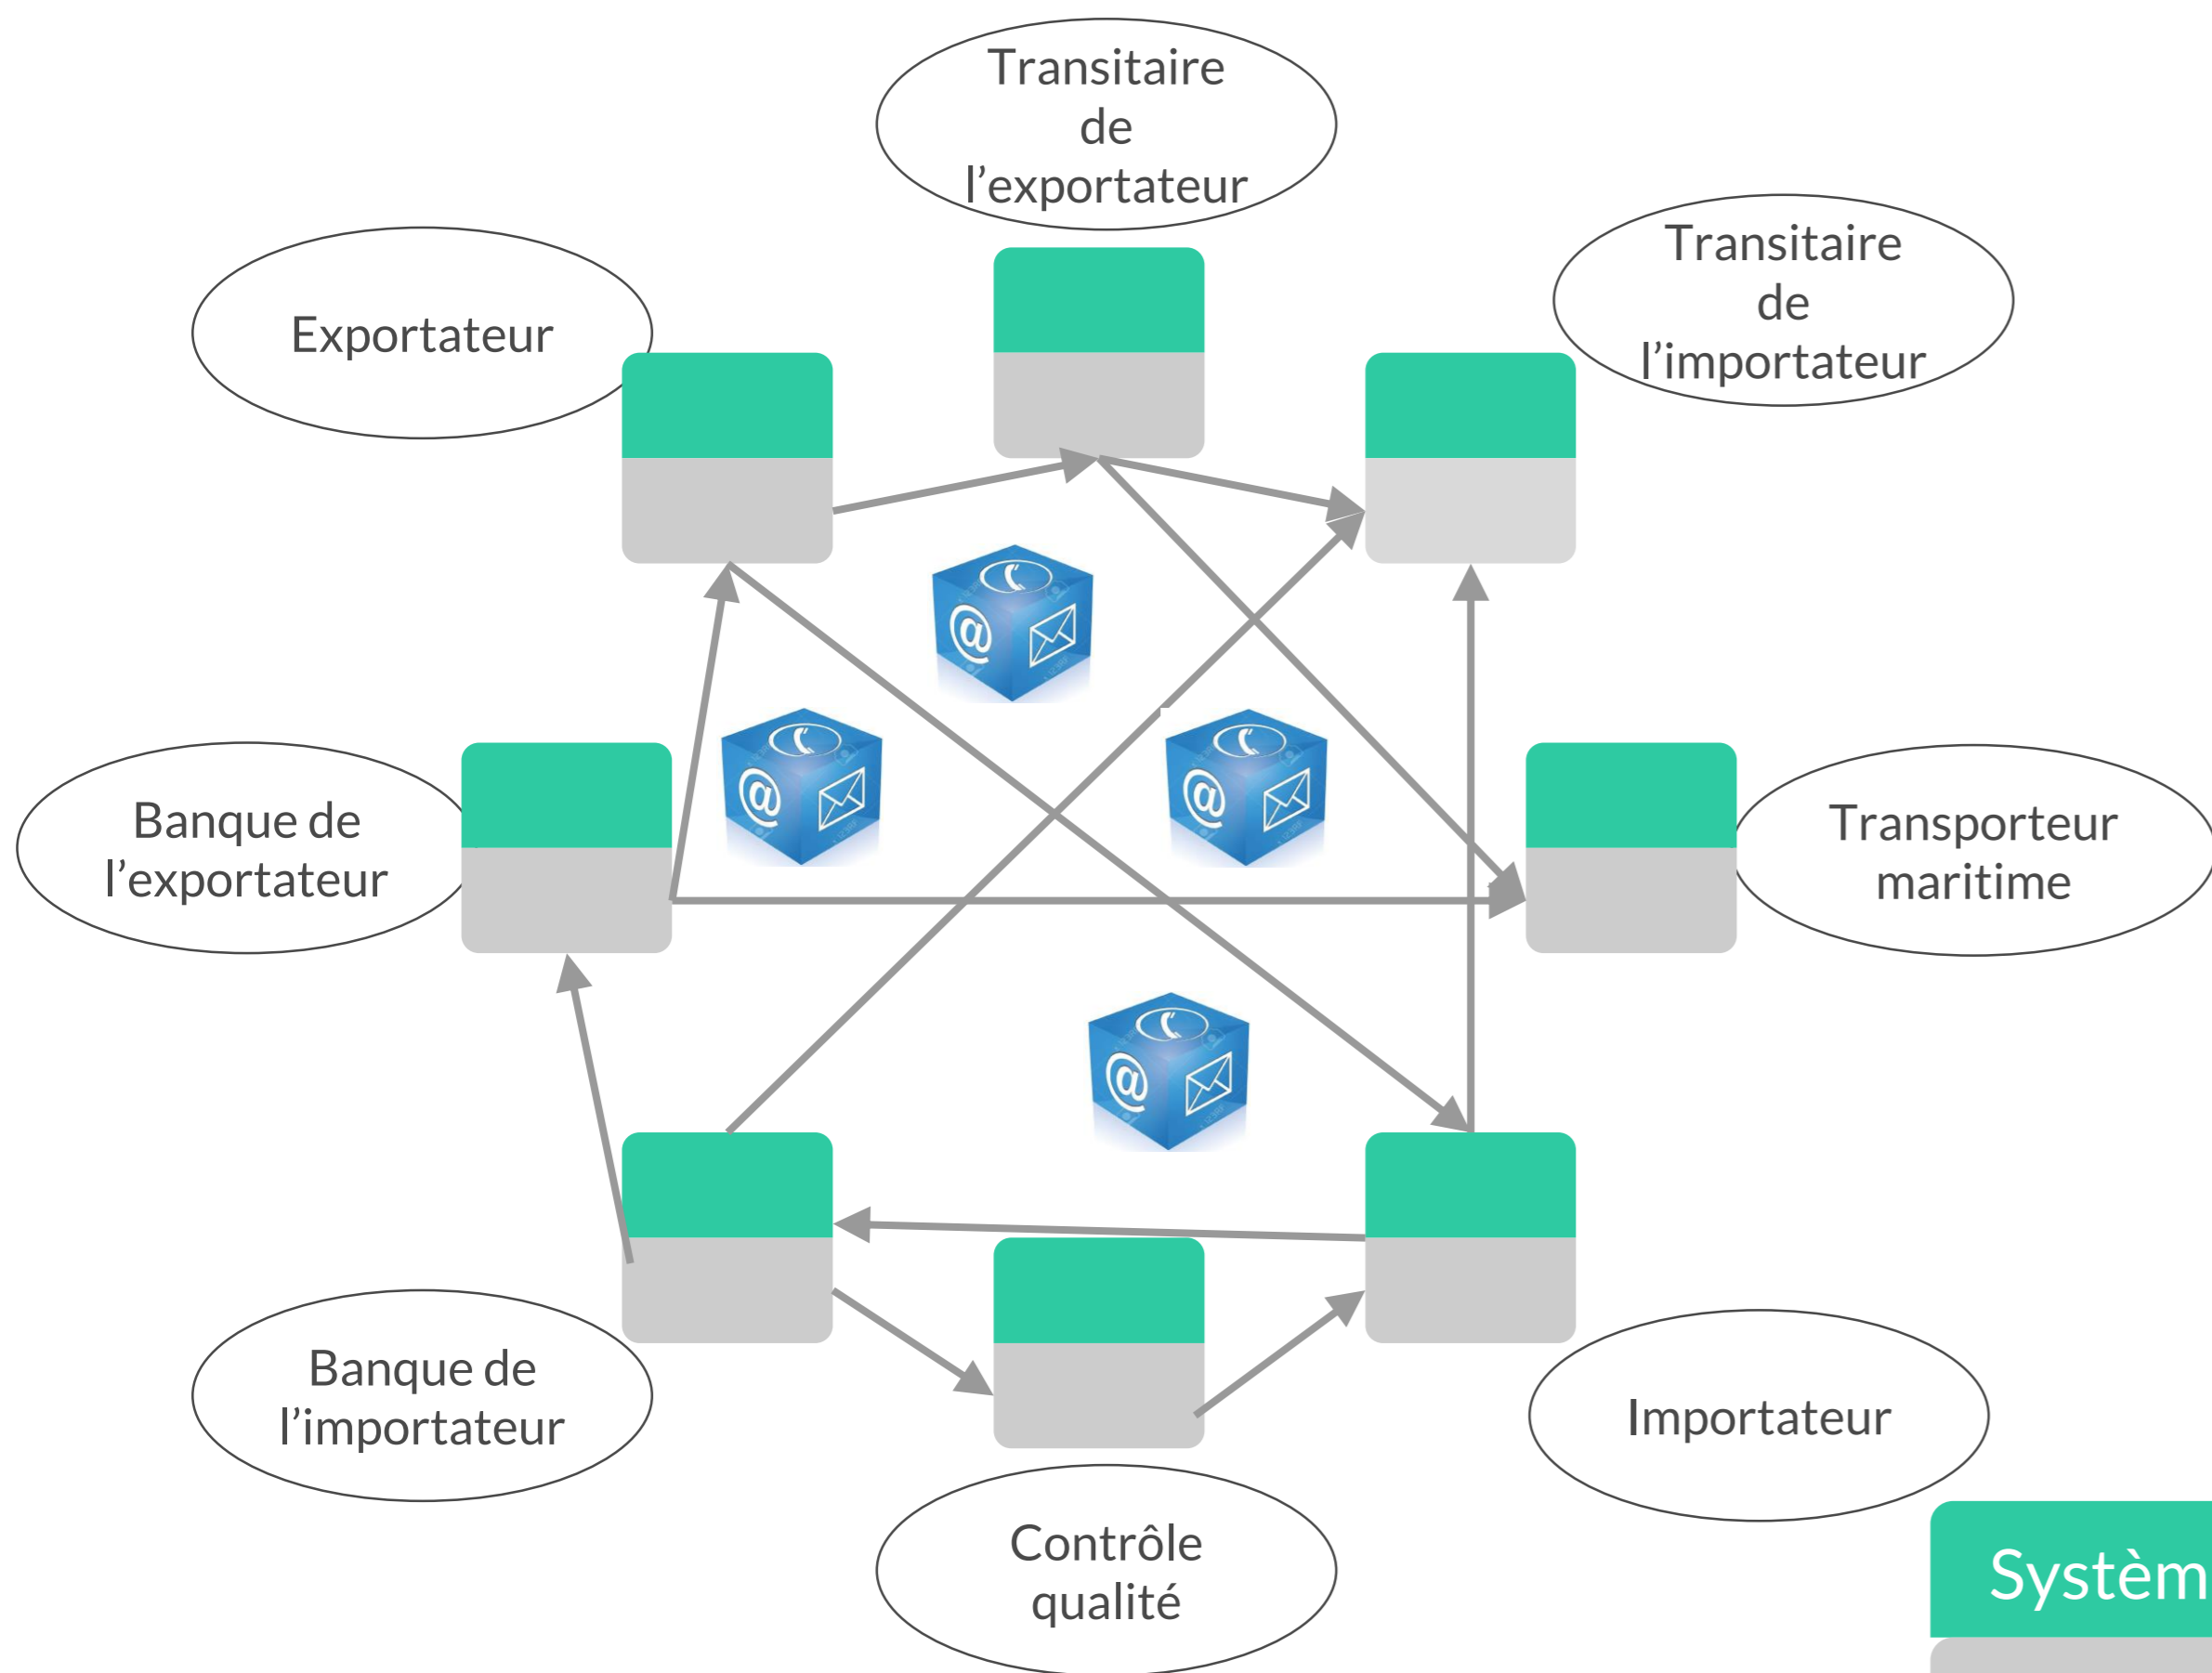 Transitaire
de
l’exportateur
Transitaire
de
l’importateur
Exportateur
Banque de
l’exportateur
Transporteur
maritime
Banque de
l’importateur
Importateur
Contrôle
qualité
Systèm